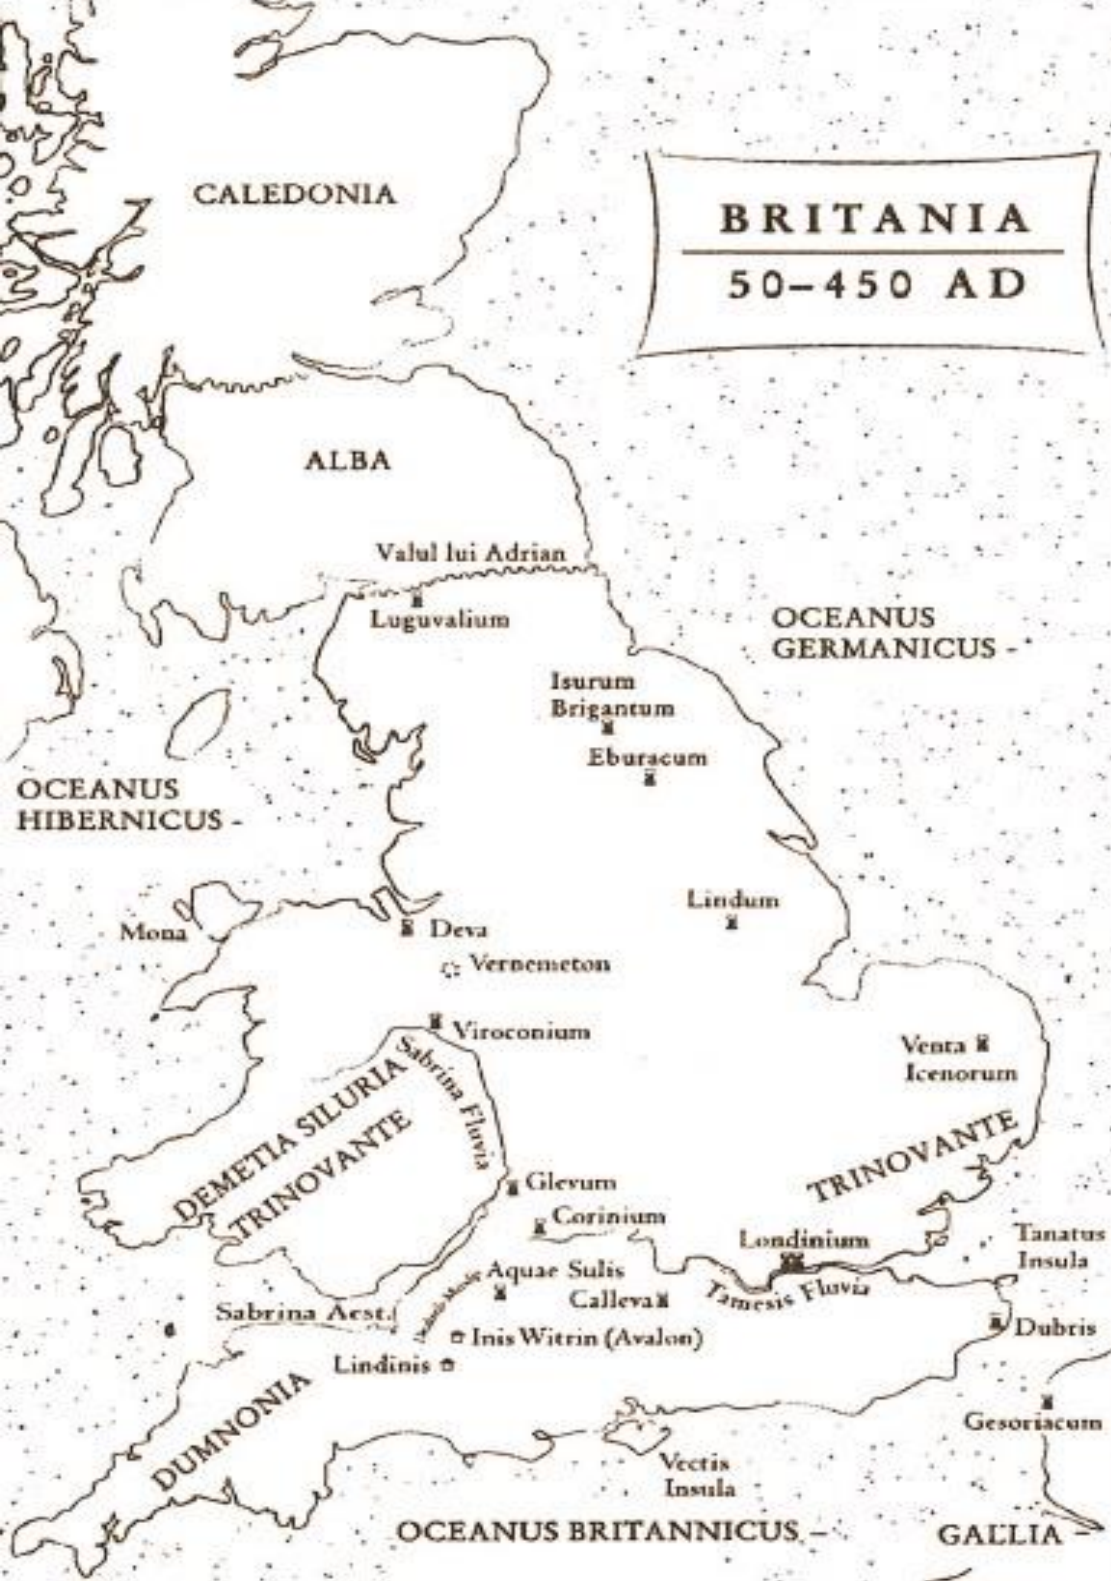 CALEDONIA
BRITANIA
50–450 AD
ALBA
Valul lui Adrian
Luguvalium
OCEANUS
GERMANICUS -
Isurum
Brigantum
Eburacum
OCEANUS
HIBERNICUS -
Lindum
Mona
Deva
Vernemeton
Viroconium
Venta
Icenorum
Sabrina Fluvia
DEMETIA SILURIA
TRINOVANTE
TRINOVANTE
Glevum
Corinium
Londinium
Tanatus
Insula
Aquae Sulis
Calleva
Tamesis Fluvia
Sabrina Aest.
Inis Witrin (Avalon)
Dubris
Lindinis
DUMNONIA
Gesoriacum
Vectis
Insula
OCEANUS BRITANNICUS -
GALLIA -